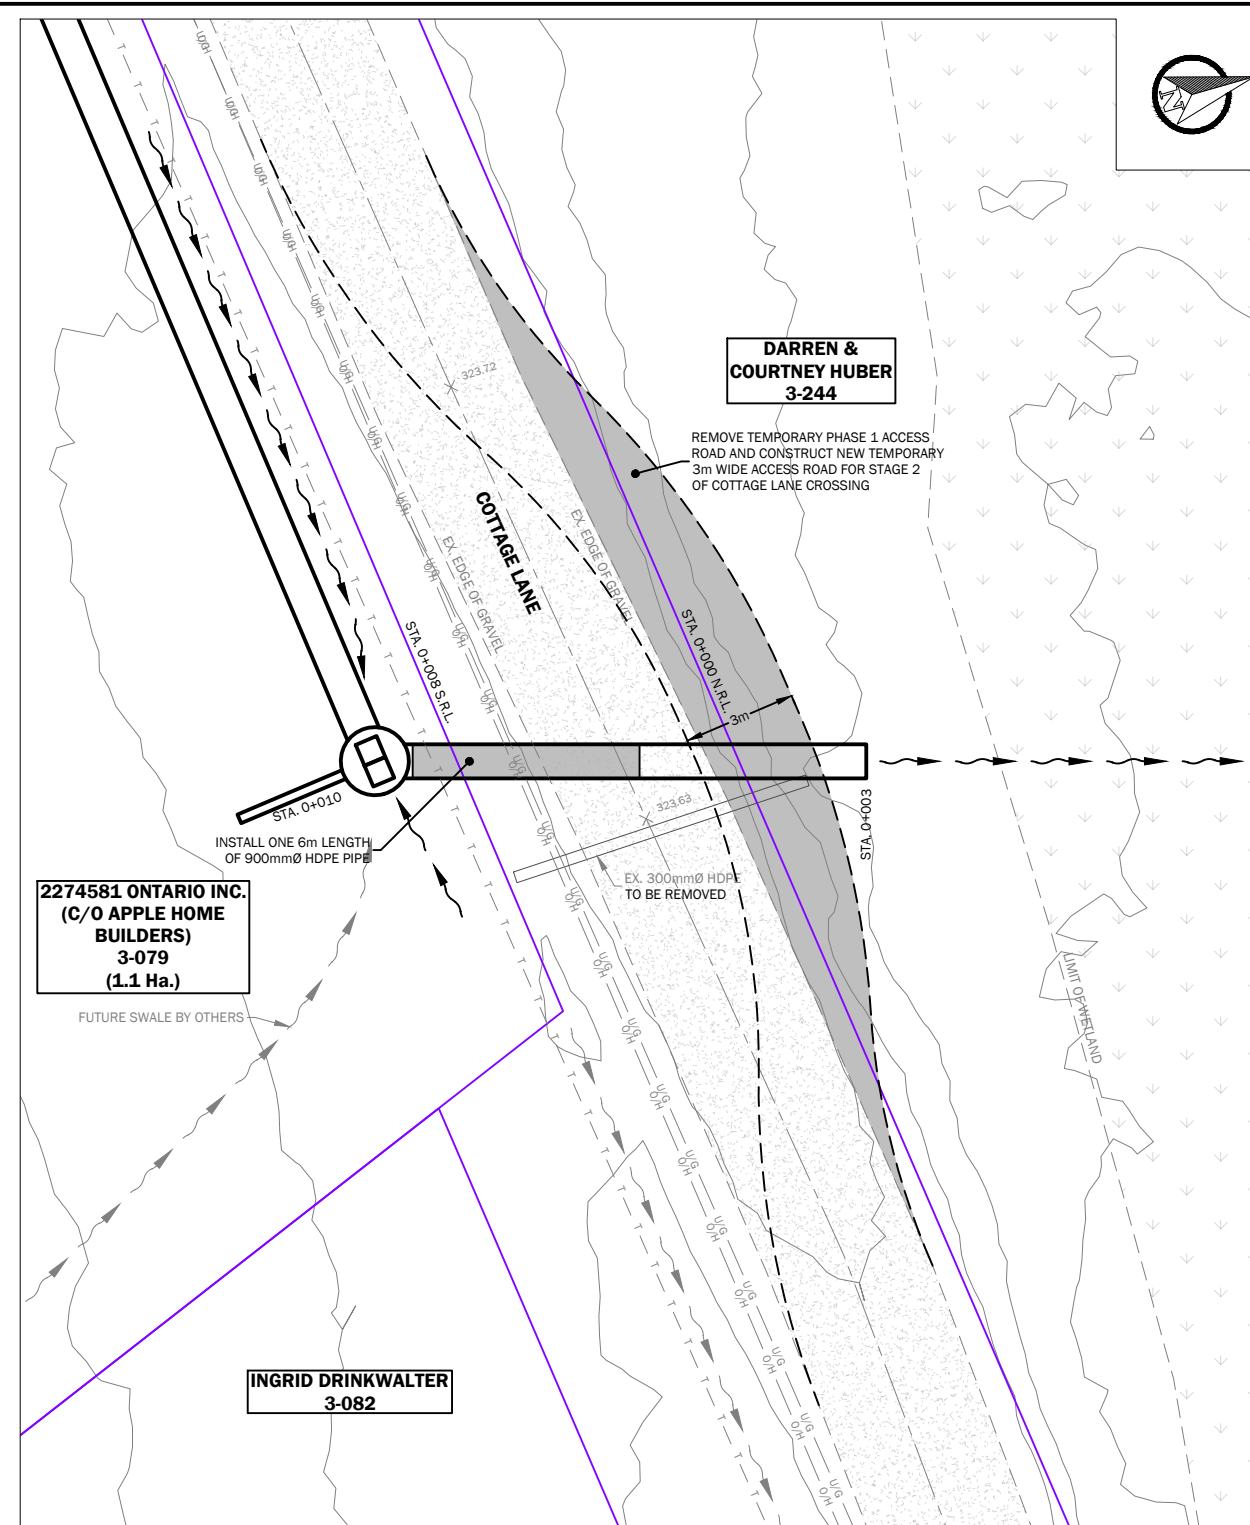 N
DARREN &
COURTNEY HUBER
3-244
323.72
REMOVE TEMPORARY PHASE 1 ACCESS
ROAD AND CONSTRUCT NEW TEMPORARY
3m WIDE ACCESS ROAD FOR STAGE 2
OF COTTAGE LANE CROSSING
COTTAGE LANE
EX. EDGE OF GRAVEL
EX. EDGE OF GRAVEL
STA. 0+008 S.R.L.
STA. 0+000 N.R.L.
3m
STA. 0+010
STA. 0+003
323.63
INSTALL ONE 6m LENGTH
OF 900mmØ HDPE PIPE
EX. 300mmØ HDPE
TO BE REMOVED
2274581 ONTARIO INC.
(C/O APPLE HOME
BUILDERS)
3-079
(1.1 Ha.)
FUTURE SWALE BY OTHERS
LIMIT OF WETLAND
U/G
O/H
T
INGRID DRINKWALTER
3-082